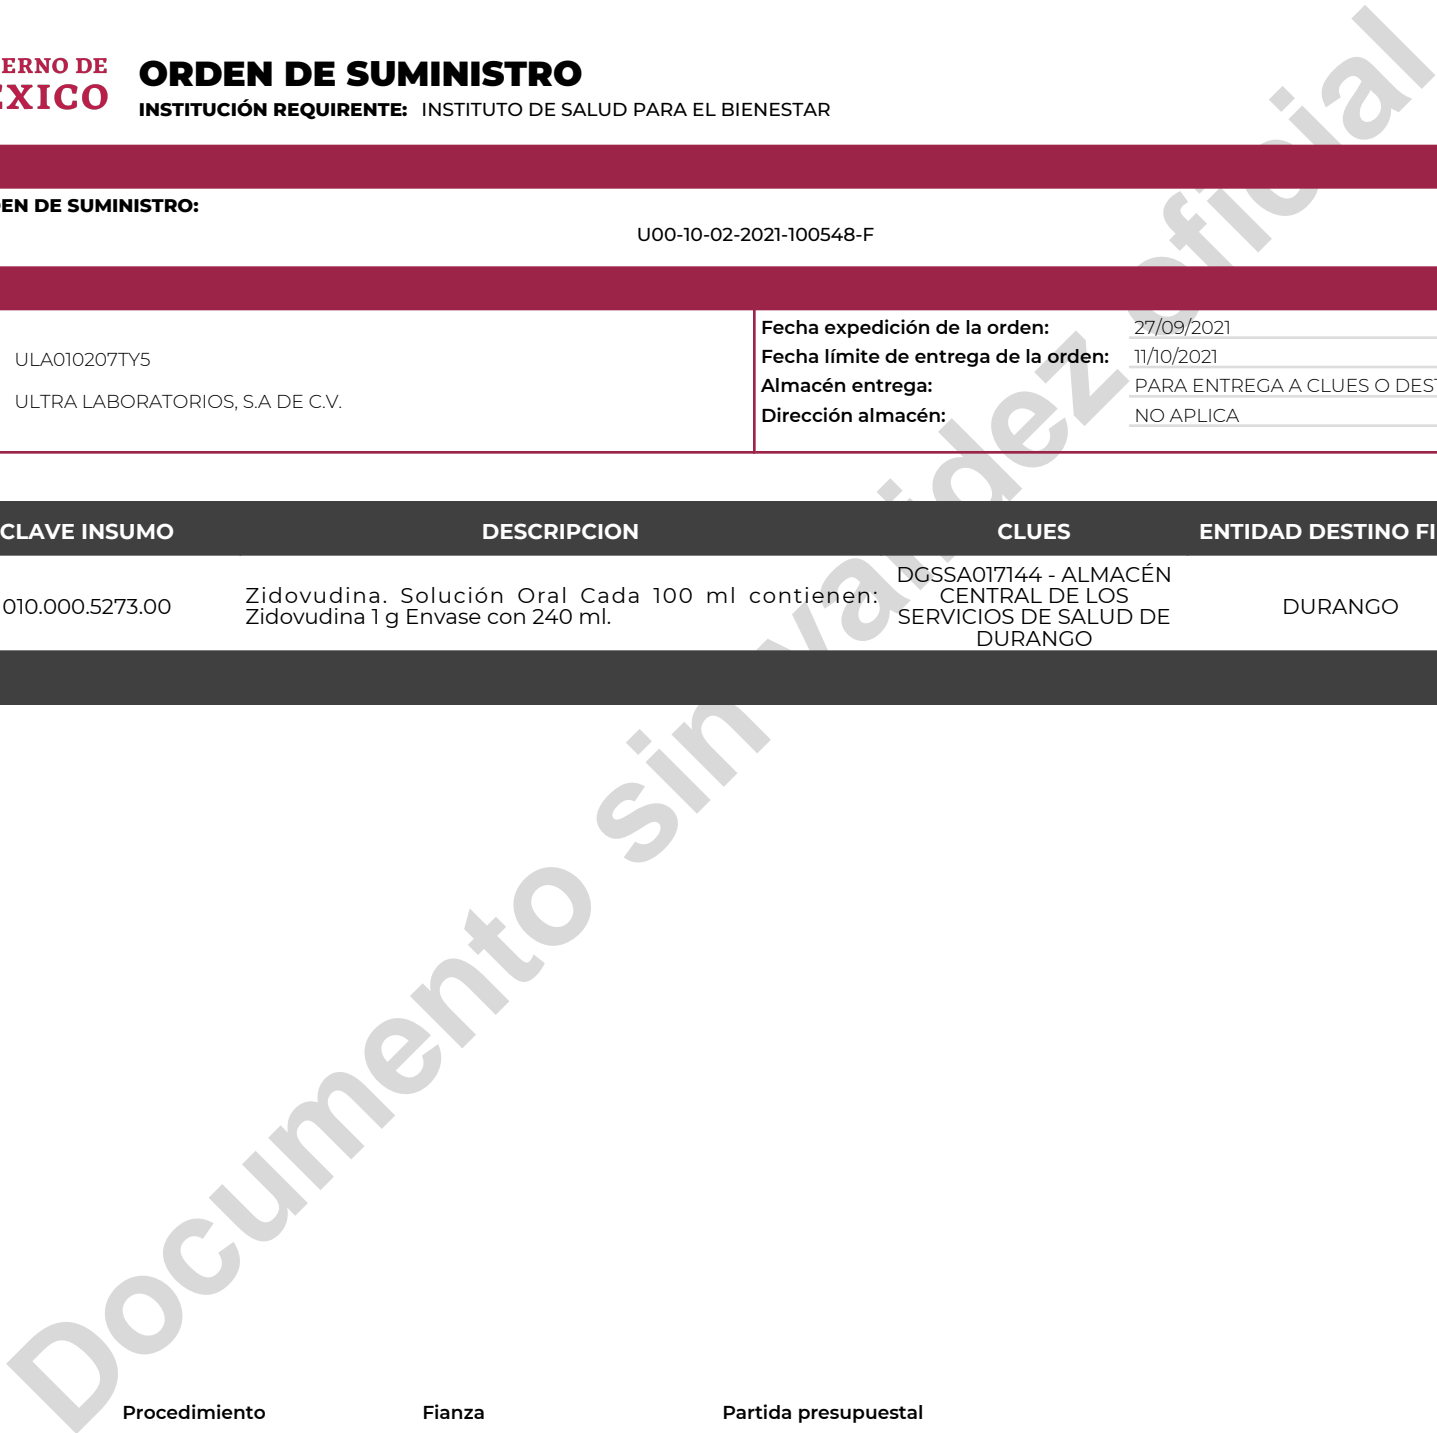 ERNO DE
EXICO
ORDEN DE SUMINISTRO
INSTITUCIÓN REQUIRENTE: INSTITUTO DE SALUD PARA EL BIENESTAR
EN DE SUMINISTRO:
U00-10-02-2021-100548-F
ULA010207TY5
ULTRA LABORATORIOS, S.A DE C.V.
Fecha expedición de la orden: 27/09/2021
Fecha límite de entrega de la orden: 11/10/2021
Almacén entrega: PARA ENTREGA A CLUES O DEST
Dirección almacén: NO APLICA
CLAVE INSUMO DESCRIPCION CLUES ENTIDAD DESTINO FI
010.000.5273.00
Zidovudina. Solución Oral Cada 100 ml contienen:
Zidovudina 1 g Envase con 240 ml.
DGSSA017144 - ALMACÉN
CENTRAL DE LOS
SERVICIOS DE SALUD DE
DURANGO
DURANGO
Documento sin validez oficial
Procedimiento Fianza Partida presupuestal